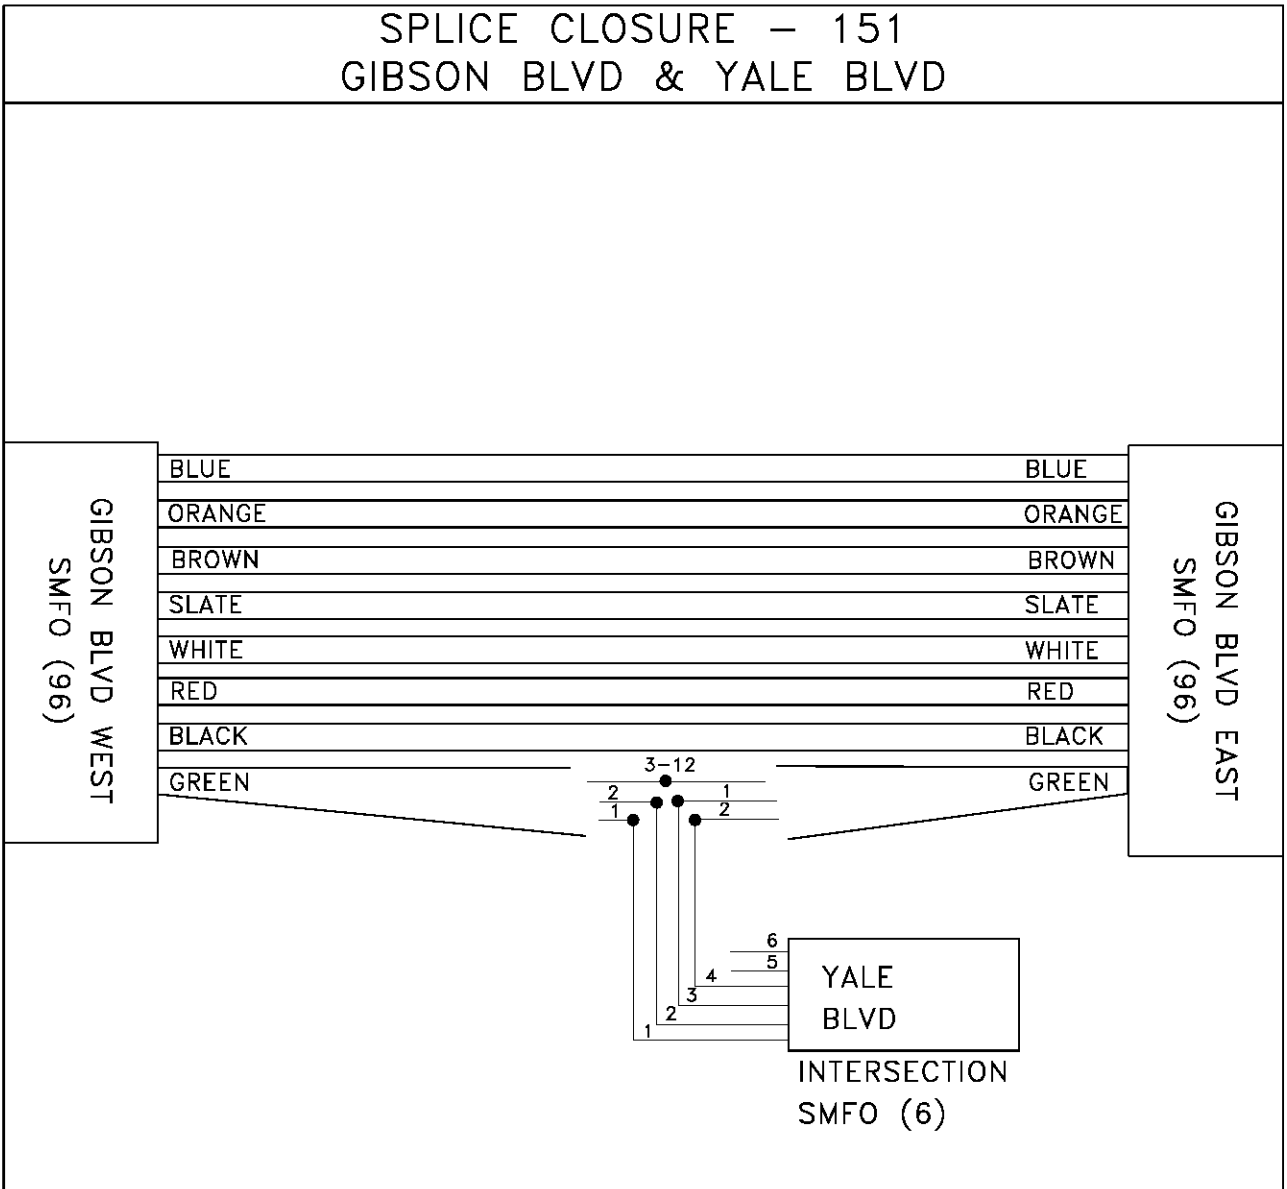 SPLICE CLOSURE - 151
GIBSON BLVD & YALE BLVD
GIBSON BLVD WEST
SMFO (96)
BLUE
ORANGE
BROWN
SLATE
WHITE
RED
BLACK
GREEN
BLUE
ORANGE
BROWN
SLATE
WHITE
RED
BLACK
GREEN
GIBSON BLVD EAST
SMFO (96)
3-12
2
1
1
2
6
5
4
3
2
1
YALE
BLVD
INTERSECTION
SMFO (6)